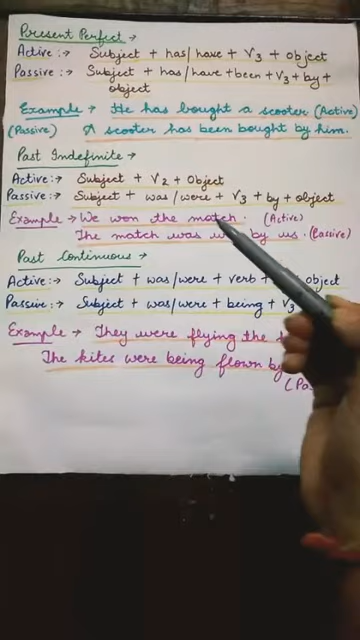 Present Perfect →
Active :→ Subject + has/have + V3 + object
Passive :→ Subject + has/have + been + V3 + by +
object
Example → He has bought a scooter (Active)
(Passive) A scooter has been bought by him.
Past Indefinite :→
Active :→ Subject + V2 + Object
Passive :→ Subject + was/were + V3 + by + object
Example :→ We won the match. (Active)
The match was by us. (Passive)
Past Continuous :→
Active :→ Subject + was/were + verb + object
Passive :→ Subject + was/were + being + V3
Example → They were flying the
The kites were being flown by